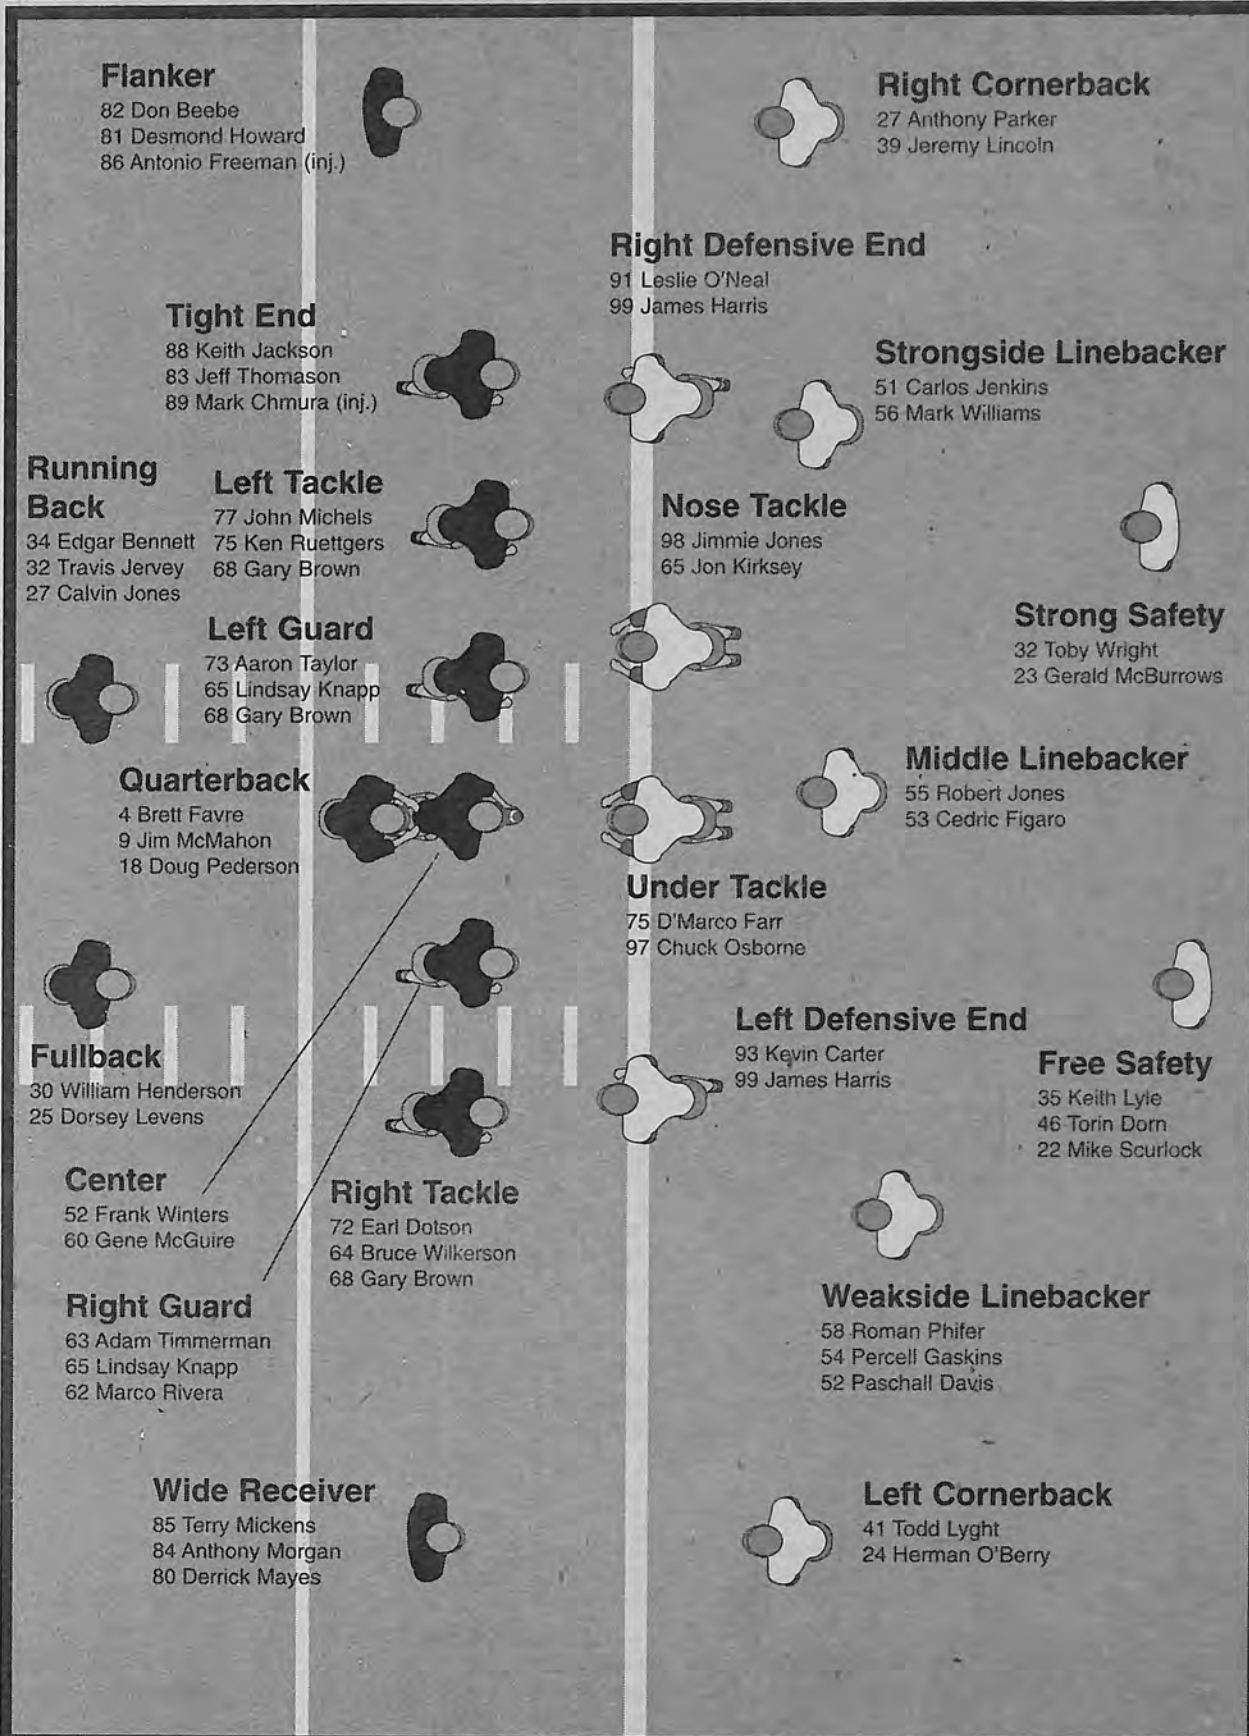 Flanker
82 Don Beebe
81 Desmond Howard
86 Antonio Freeman (inj.)
Right Cornerback
27 Anthony Parker
39 Jeremy Lincoln
Right Defensive End
91 Leslie O'Neal
99 James Harris
Tight End
88 Keith Jackson
83 Jeff Thomason
89 Mark Chmura (inj.)
Strongside Linebacker
51 Carlos Jenkins
56 Mark Williams
Running
Back
34 Edgar Bennett
32 Travis Jervey
27 Calvin Jones
Left Tackle
77 John Michels
75 Ken Ruettgers
68 Gary Brown
Nose Tackle
98 Jimmie Jones
65 Jon Kirksey
Strong Safety
32 Toby Wright
23 Gerald McBurrows
Left Guard
73 Aaron Taylor
65 Lindsay Knapp
68 Gary Brown
Quarterback
4 Brett Favre
9 Jim McMahon
18 Doug Pederson
Middle Linebacker
55 Robert Jones
53 Cedric Figaro
Under Tackle
75 D'Marco Farr
97 Chuck Osborne
Left Defensive End
93 Kevin Carter
99 James Harris
Free Safety
35 Keith Lyle
46 Torin Dorn
22 Mike Scurlock
Fullback
30 William Henderson
25 Dorsey Levens
Center
52 Frank Winters
60 Gene McGuire
Right Tackle
72 Earl Dotson
64 Bruce Wilkerson
68 Gary Brown
Right Guard
63 Adam Timmerman
65 Lindsay Knapp
62 Marco Rivera
Weakside Linebacker
58 Roman Phifer
54 Percell Gaskins
52 Paschall Davis
Wide Receiver
85 Terry Mickens
84 Anthony Morgan
80 Derrick Mayes
Left Cornerback
41 Todd Lyght
24 Herman O'Berry